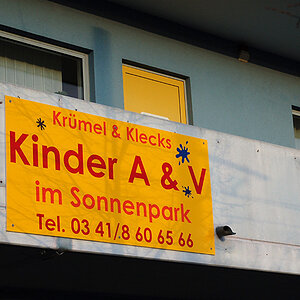 Krümel & Klecks
Kinder A & V
im Sonnenpark
Tel. 03 41/8 60 65 66